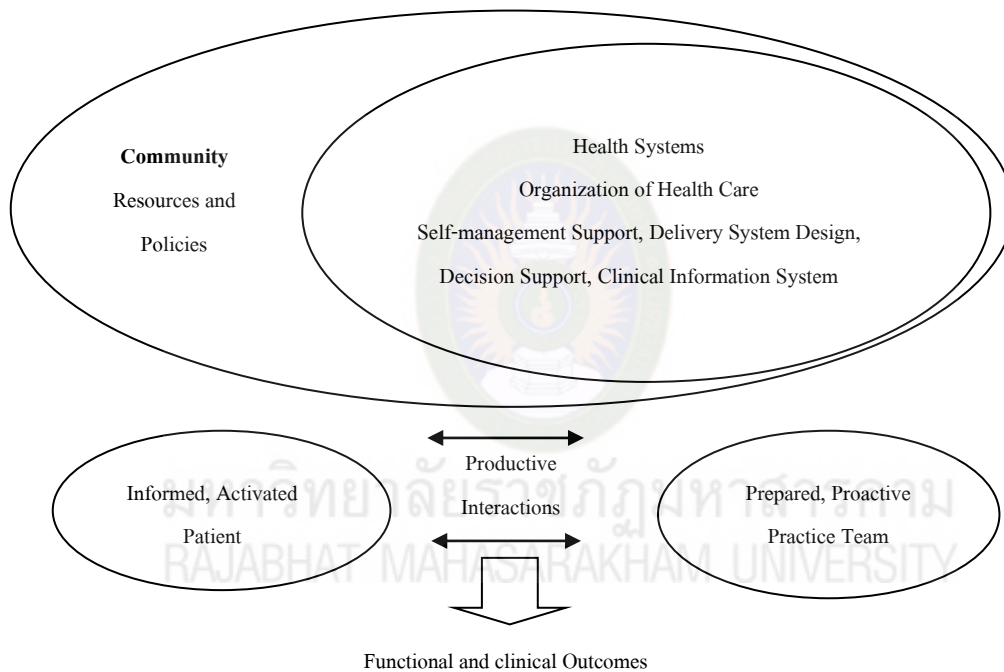 Community
Resources and
Policies
Health Systems
Organization of Health Care
Self-management Support, Delivery System Design,
Decision Support, Clinical Information System
Informed, Activated
Patient
Productive
Interactions
Prepared, Proactive
Practice Team
มหาวิทยาลัยราชภัฏมหาสารคาม
RAJABHAT MAHASARAKHAM UNIVERSITY
Functional and clinical Outcomes